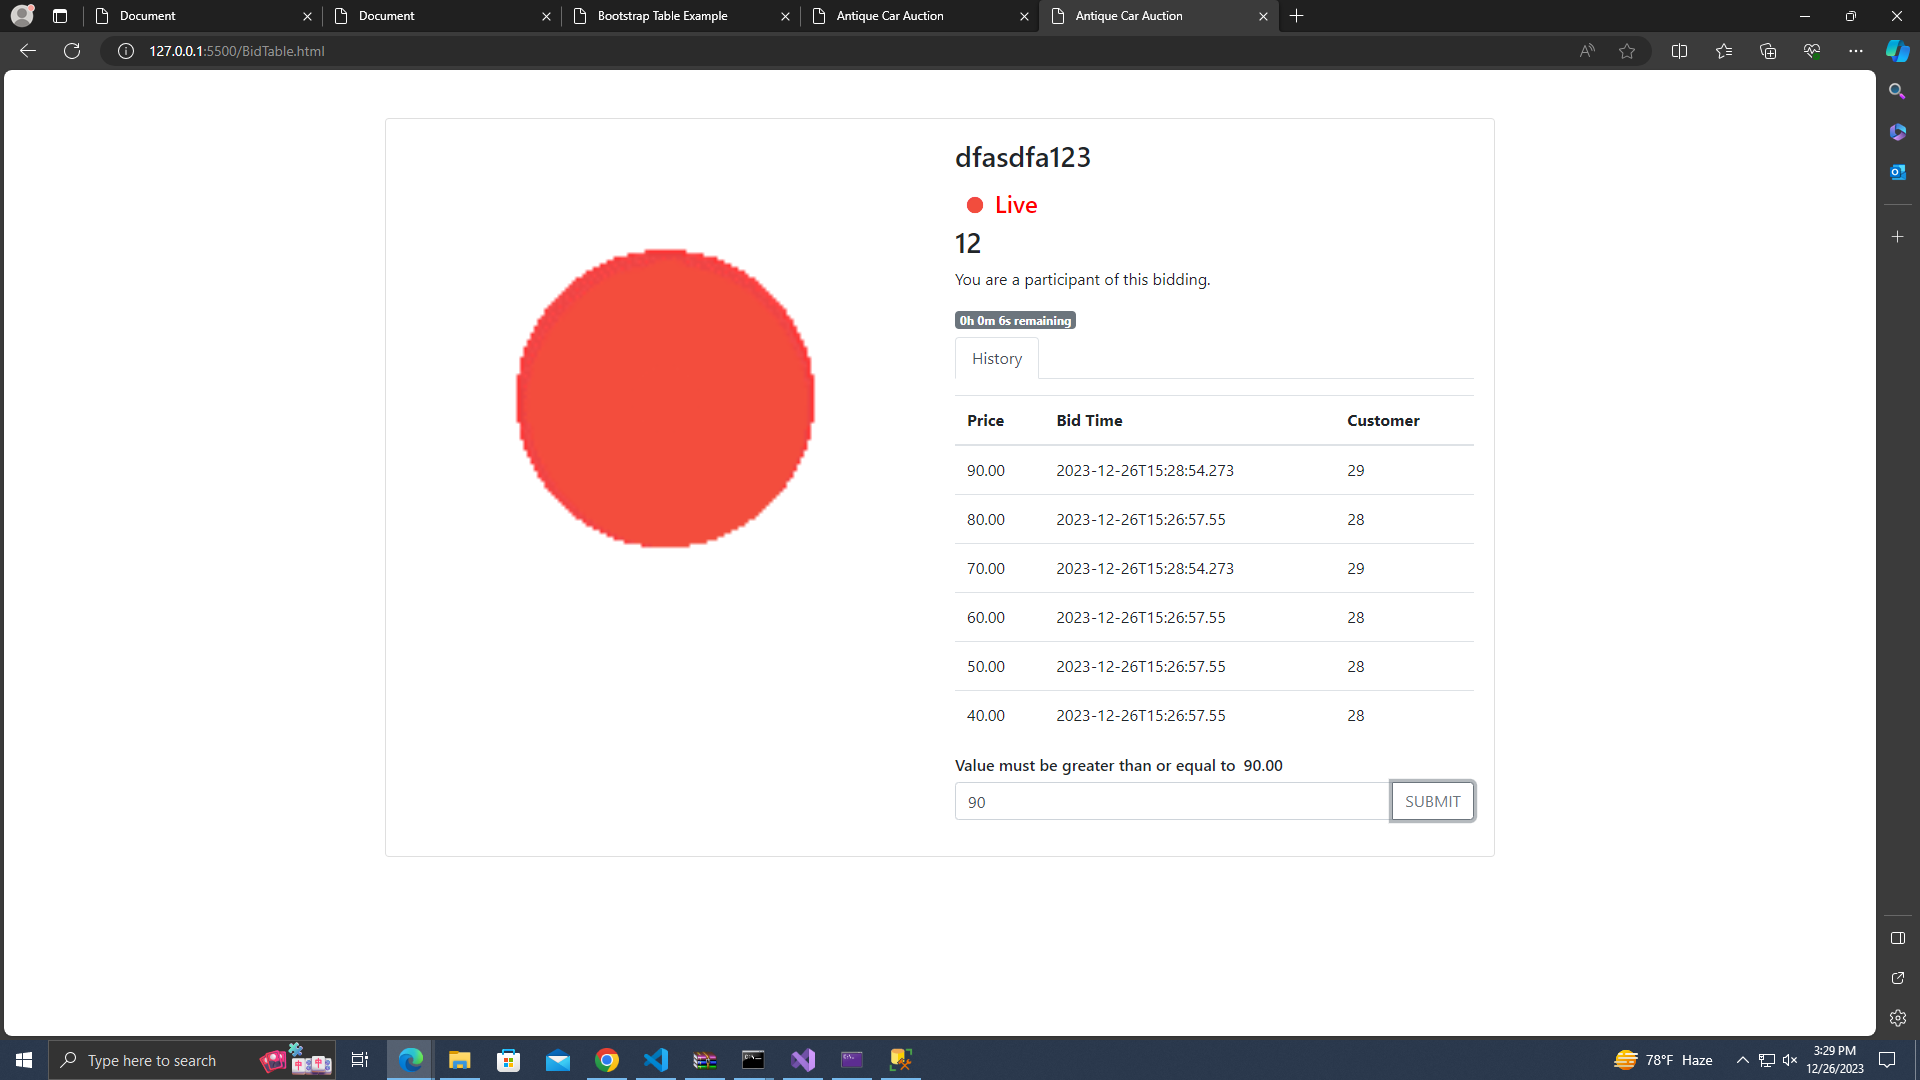 Document
Document
Bootstrap Table Example
Antique Car Auction
Antique Car Auction
127.0.0.1:5500/BidTable.html
dfasdfa123
Live
12
You are a participant of this bidding.
0h 0m 6s remaining
History
Price Bid Time Customer
90.00 2023-12-26T15:28:54.273 29
80.00 2023-12-26T15:26:57.55 28
70.00 2023-12-26T15:28:54.273 29
60.00 2023-12-26T15:26:57.55 28
50.00 2023-12-26T15:26:57.55 28
40.00 2023-12-26T15:26:57.55 28
Value must be greater than or equal to 90.00
90 SUBMIT
Type here to search
78°F Haze
3:29 PM
12/26/2023